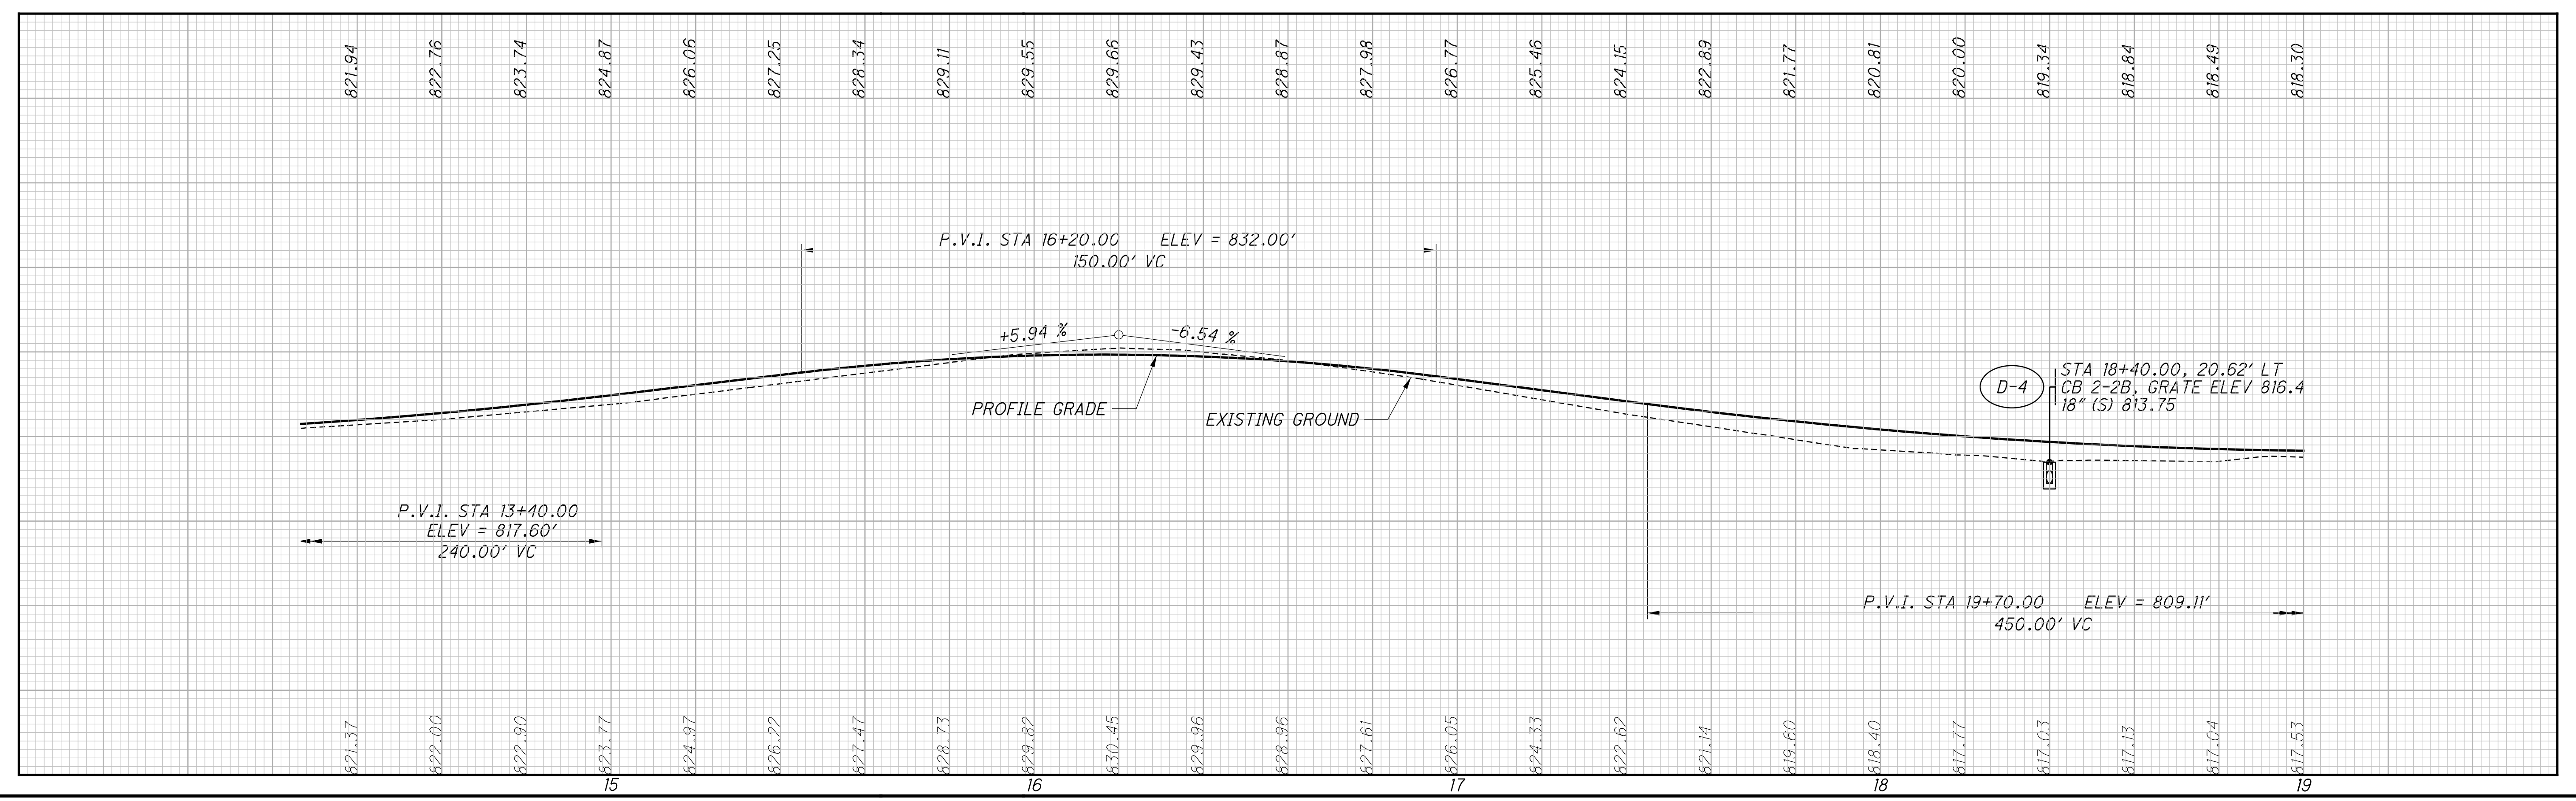 821.94 822.76 823.74 824.87 826.06 827.25 828.34 829.11 829.55 829.66 829.43 828.87 827.98 826.77 825.46 824.15 822.89 821.77 820.81 820.00 819.34 818.84 818.49 818.30
P.V.I. STA 16+20.00 ELEV = 832.00'
150.00' VC
+5.94 % -6.54 %
PROFILE GRADE
EXISTING GROUND
D-4
STA 18+40.00, 20.62' LT
CB 2-2B, GRATE ELEV 816.4
18" (S) 813.75
P.V.I. STA 13+40.00
ELEV = 817.60'
240.00' VC
P.V.I. STA 19+70.00 ELEV = 809.11'
450.00' VC
821.37 822.00 822.90 823.77 824.97 826.22 827.47 828.73 829.82 830.45 829.96 828.96 827.61 826.05 824.33 822.62 821.14 819.60 818.40 817.77 817.03 817.13 817.04 817.53
15 16 17 18 19